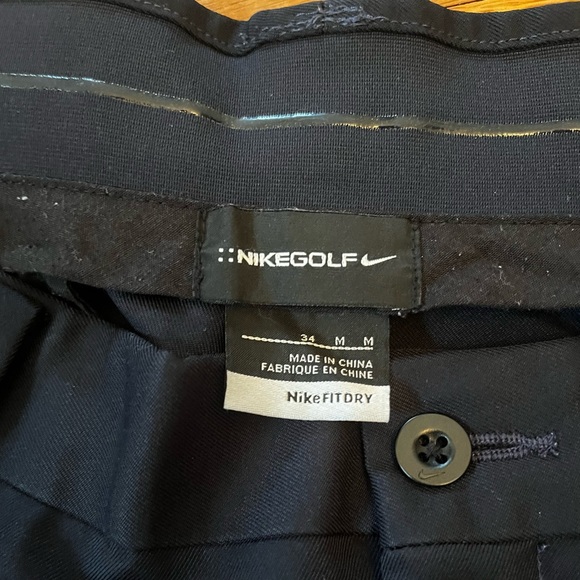 NIKEGOLF
34 M M
MADE IN CHINA
FABRIQUE EN CHINE
NikeFITDRY